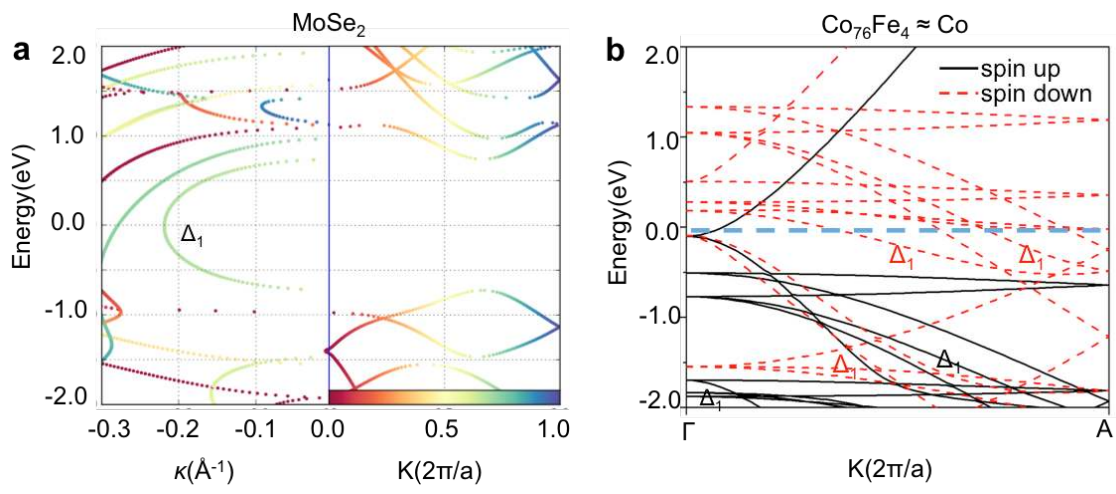 MoSe₂
a
2.0
1.0
0.0
-1.0
-2.0
Energy(eV)
Δ₁
-0.3
-0.2
-0.1
0.0
0.5
1.0
κ(Å⁻¹)
K(2π/a)
Co₇₆Fe₄ ≈ Co
b
2.0
1.0
0.0
-1.0
-2.0
Energy(eV)
spin up
spin down
Δ₁
Δ₁
Δ₁
Δ₁
Δ₁
Γ
A
K(2π/a)